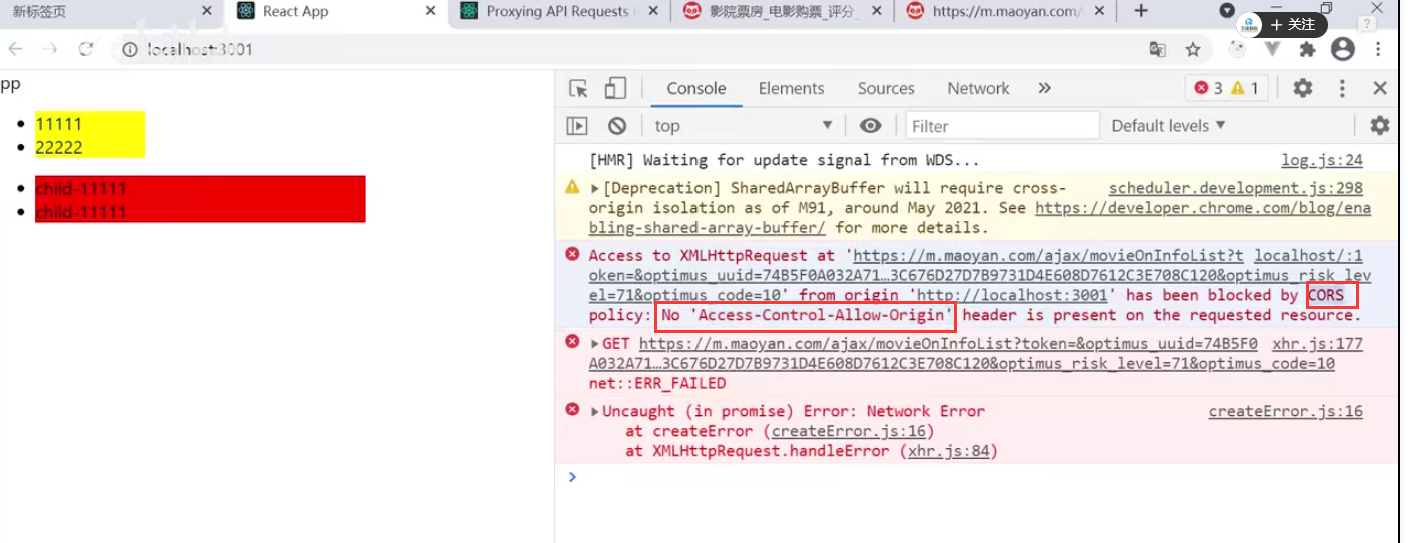 新标签页
React App
Proxying API Requests i
影院票房_电影购票_评分_
https://m.maoyan.com/
+ 关注
localhost:3001
pp
11111
22222
child-11111
child-11111
Console Elements Sources Network » 3 1
top Filter Default levels
[HMR] Waiting for update signal from WDS... log.js:24
[Deprecation] SharedArrayBuffer will require cross- scheduler.development.js:298
origin isolation as of M91, around May 2021. See https://developer.chrome.com/blog/ena
bling-shared-array-buffer/ for more details.
Access to XMLHttpRequest at 'https://m.maoyan.com/ajax/movieOnInfoList?t localhost/:1
oken=&optimus_uuid=74B5F0A032A71…3C676D27D7B9731D4E608D7612C3E708C120&optimus_risk_lev
el=71&optimus_code=10' from origin 'http://localhost:3001' has been blocked by CORS
policy: No 'Access-Control-Allow-Origin' header is present on the requested resource.
GET https://m.maoyan.com/ajax/movieOnInfoList?token=&optimus_uuid=74B5F0 xhr.js:177
A032A71…3C676D27D7B9731D4E608D7612C3E708C120&optimus_risk_level=71&optimus_code=10
net::ERR_FAILED
Uncaught (in promise) Error: Network Error createError.js:16
at createError (createError.js:16)
at XMLHttpRequest.handleError (xhr.js:84)